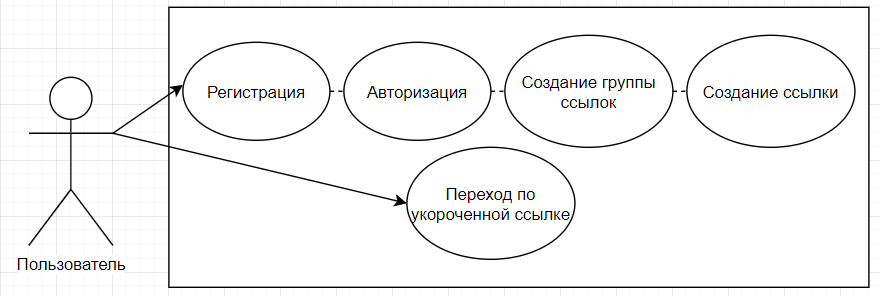 Регистрация
Авторизация
Создание группы
ссылок
Создание ссылки
Переход по
укороченной ссылке
Пользователь